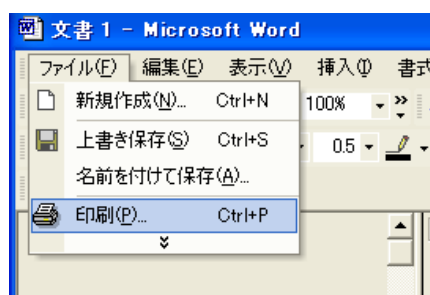 文書 1 - Microsoft Word
ファイル(F) 編集(E) 表示(V) 挿入(I) 書式
新規作成(N)... Ctrl+N
100%
上書き保存(S) Ctrl+S
0.5
名前を付けて保存(A)...
印刷(P)... Ctrl+P